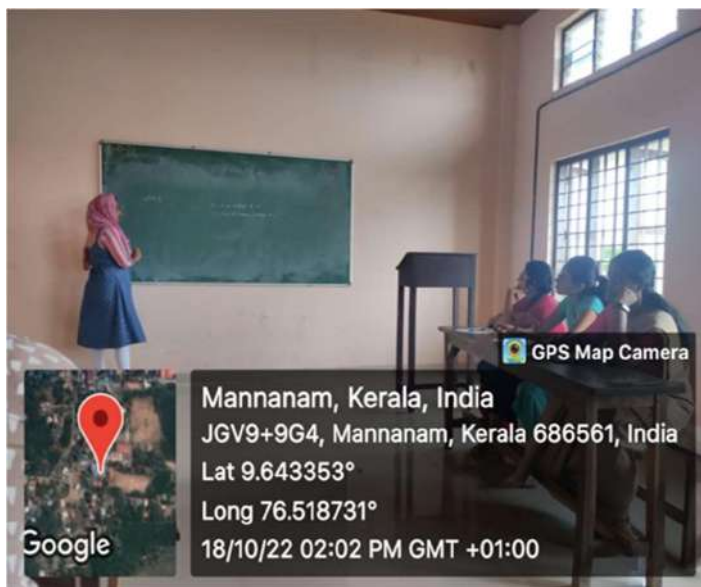 GPS Map Camera
Mannanam, Kerala, India
JGV9+9G4, Mannanam, Kerala 686561, India
Lat 9.643353°
Long 76.518731°
18/10/22 02:02 PM GMT +01:00
Google